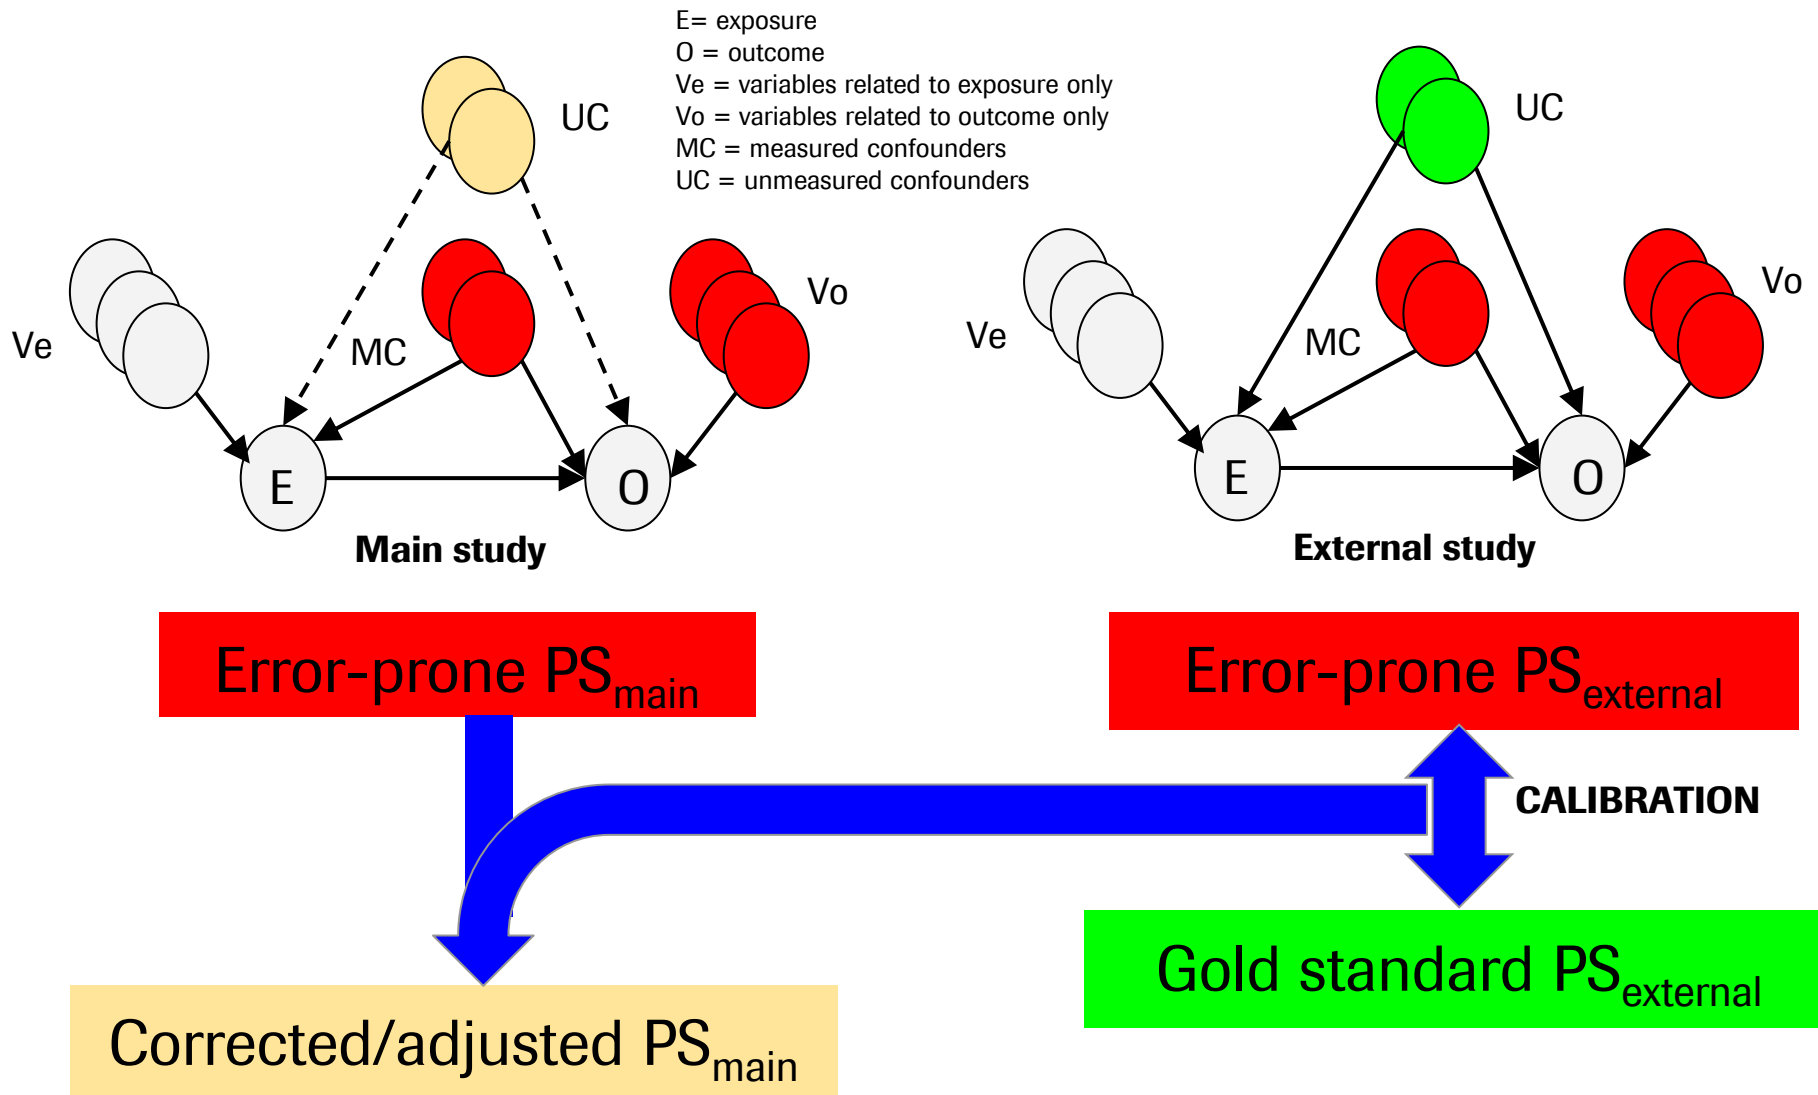 E= exposure
O = outcome
Ve = variables related to exposure only
Vo = variables related to outcome only
MC = measured confounders
UC = unmeasured confounders
UC
Ve
MC
Vo
E
O
Main study
UC
Ve
MC
Vo
E
O
External study
Error-prone PSmain
Error-prone PSexternal
CALIBRATION
Gold standard PSexternal
Corrected/adjusted PSmain